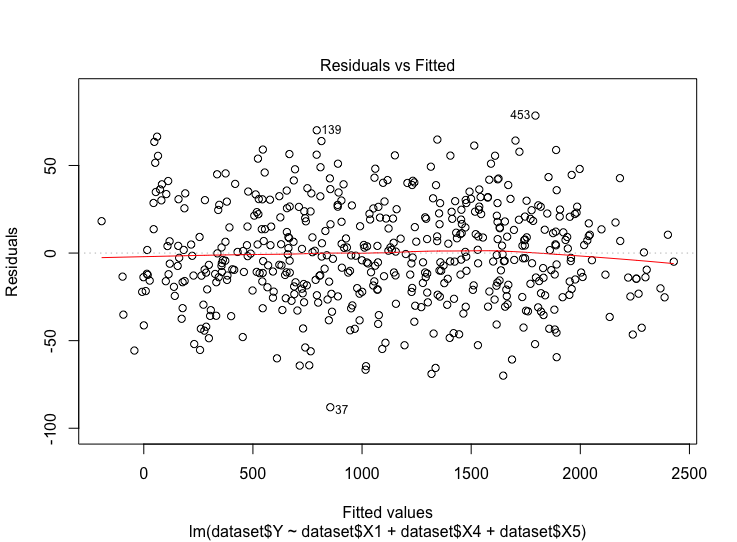 Residuals vs Fitted
Residuals
50
0
-50
-100
453
139
37
0 500 1000 1500 2000 2500
Fitted values
lm(dataset$Y ~ dataset$X1 + dataset$X4 + dataset$X5)